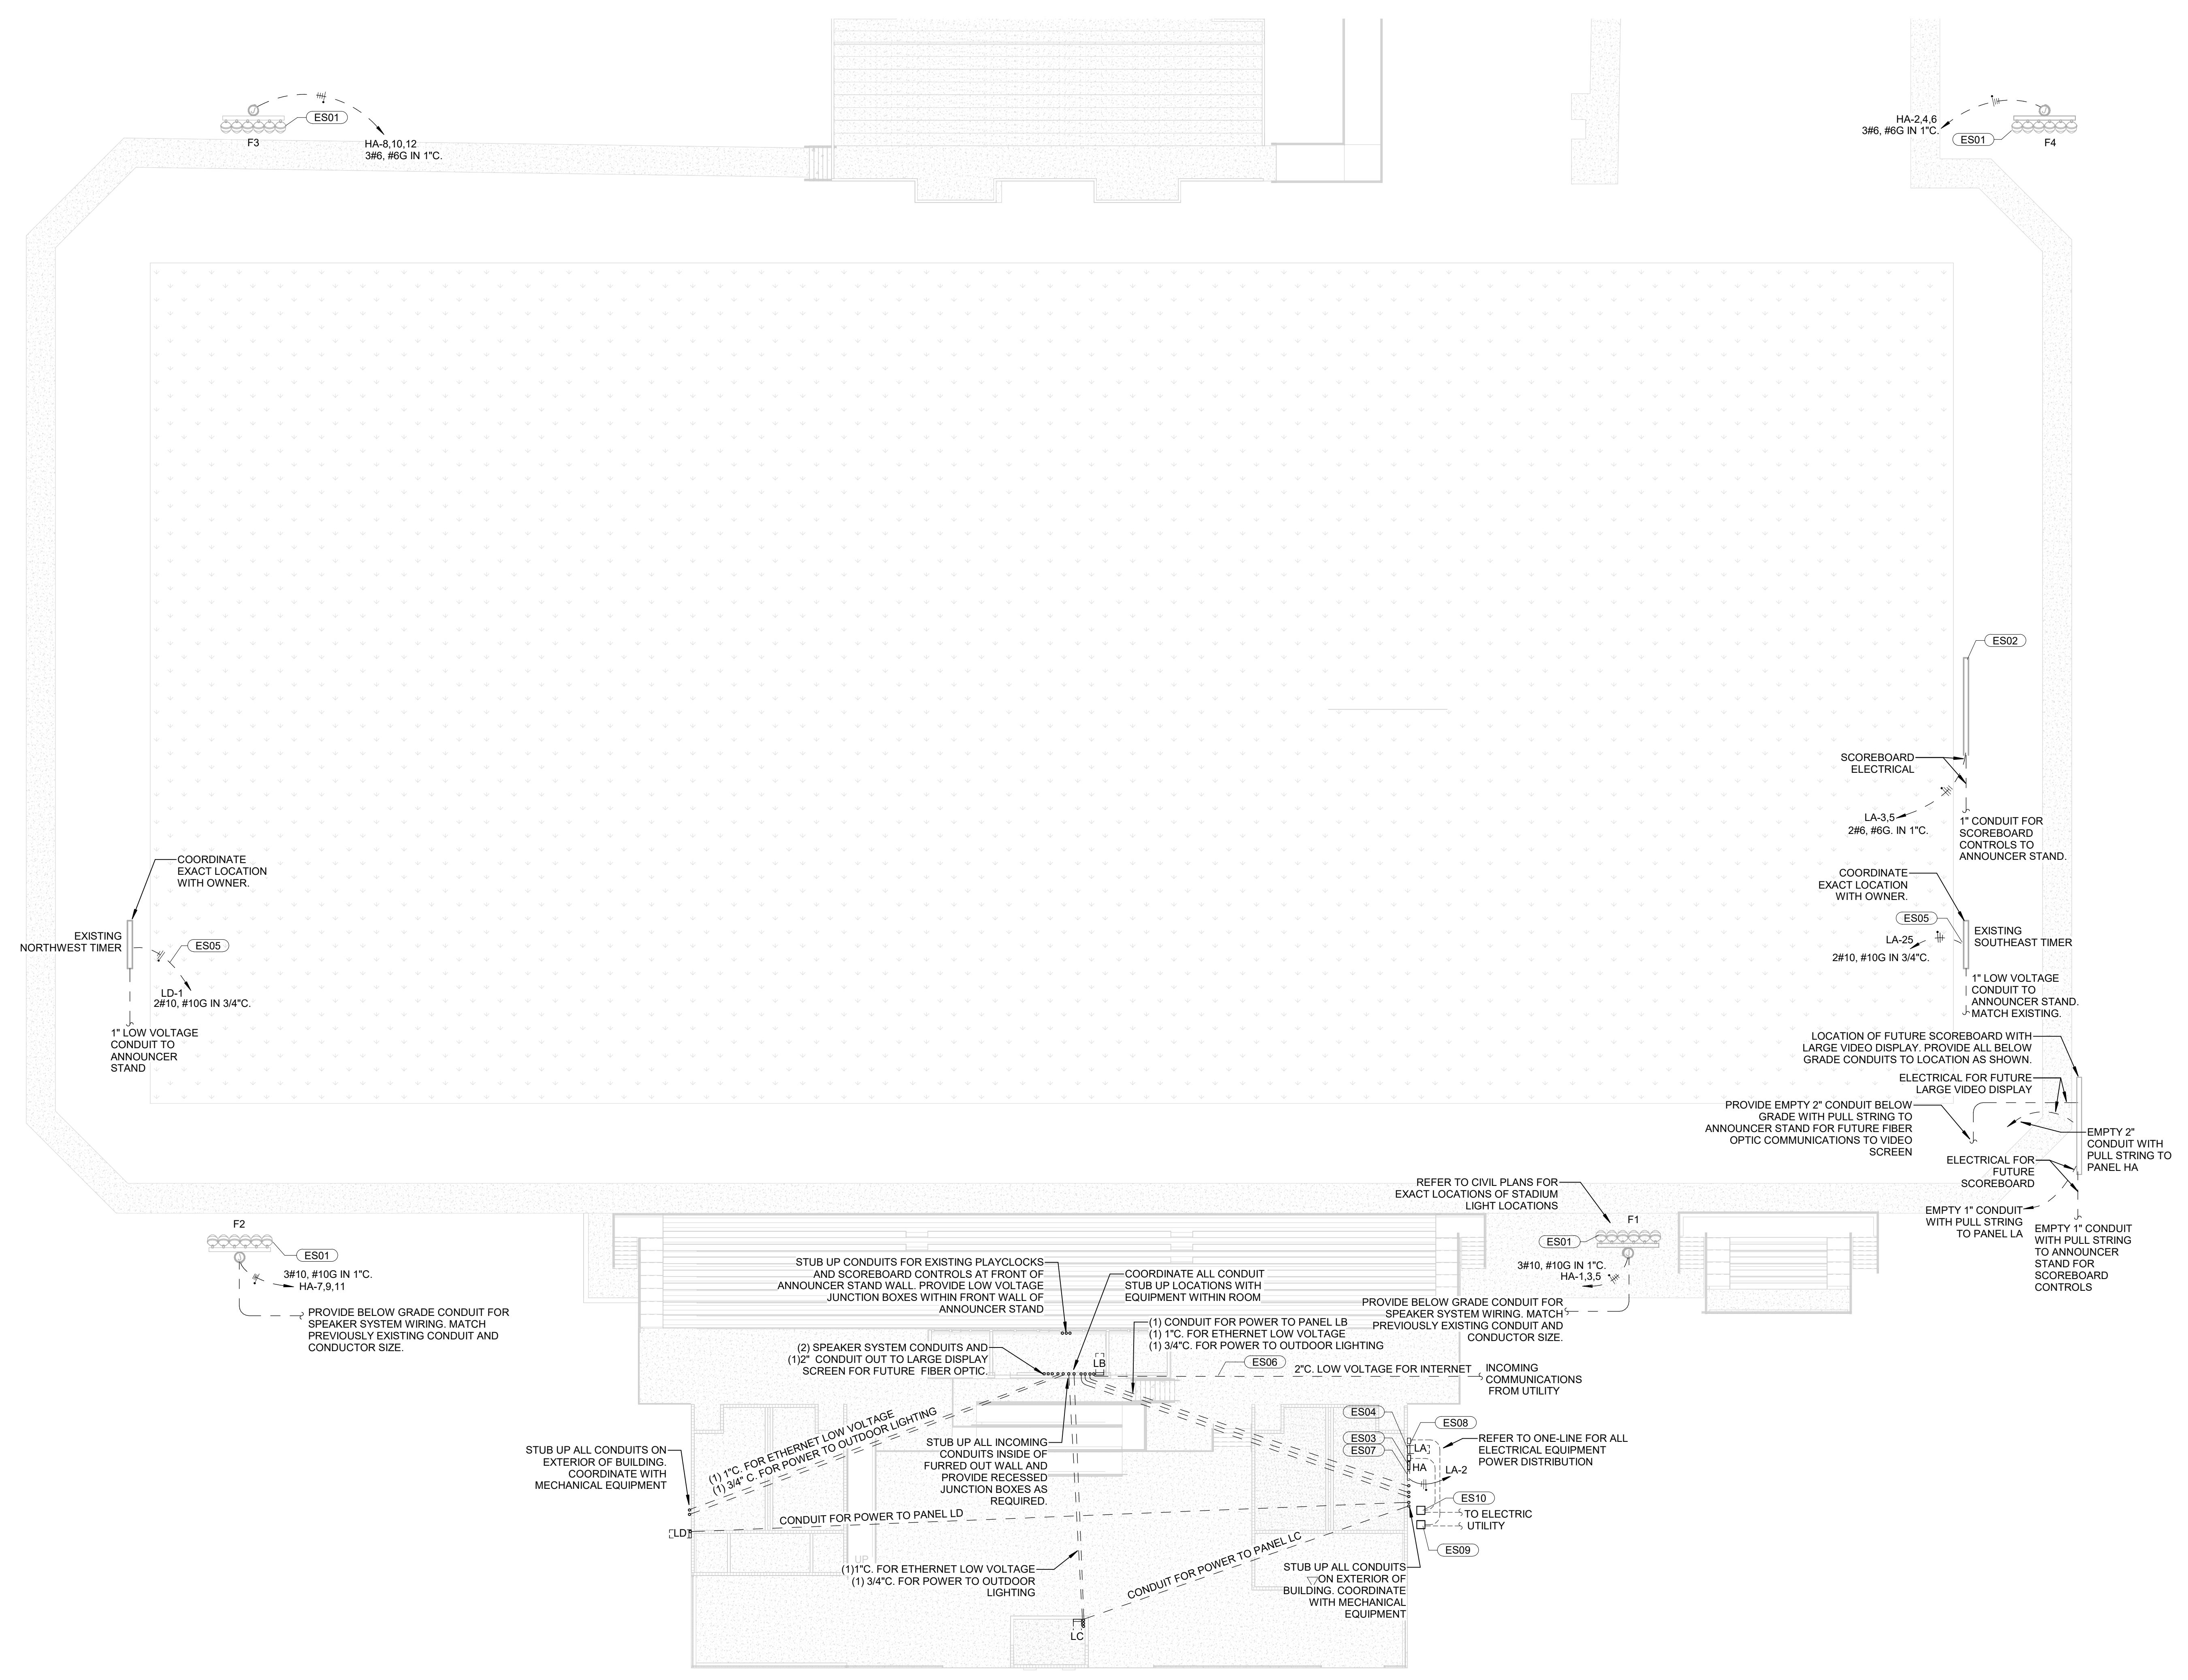 ES01
F3
HA-8,10,12
3#6, #6G IN 1"C.
HA-2,4,6
3#6, #6G IN 1"C.
ES01
F4
ES02
SCOREBOARD
ELECTRICAL
LA-3,5
2#6, #6G. IN 1"C.
1" CONDUIT FOR
SCOREBOARD
CONTROLS TO
ANNOUNCER STAND.
COORDINATE
EXACT LOCATION
WITH OWNER.
EXISTING
NORTHWEST TIMER
ES05
LD-1
2#10, #10G IN 3/4"C.
1" LOW VOLTAGE
CONDUIT TO
ANNOUNCER
STAND
COORDINATE
EXACT LOCATION
WITH OWNER.
ES05
EXISTING
SOUTHEAST TIMER
LA-25
2#10, #10G IN 3/4"C.
1" LOW VOLTAGE
CONDUIT TO
ANNOUNCER STAND.
MATCH EXISTING.
LOCATION OF FUTURE SCOREBOARD WITH
LARGE VIDEO DISPLAY. PROVIDE ALL BELOW
GRADE CONDUITS TO LOCATION AS SHOWN.
ELECTRICAL FOR FUTURE
LARGE VIDEO DISPLAY
PROVIDE EMPTY 2" CONDUIT BELOW
GRADE WITH PULL STRING TO
ANNOUNCER STAND FOR FUTURE FIBER
OPTIC COMMUNICATIONS TO VIDEO
SCREEN
EMPTY 2"
CONDUIT WITH
PULL STRING TO
PANEL HA
ELECTRICAL FOR
FUTURE
SCOREBOARD
EMPTY 1" CONDUIT
WITH PULL STRING
TO PANEL LA
EMPTY 1" CONDUIT
WITH PULL STRING
TO ANNOUNCER
STAND FOR
SCOREBOARD
CONTROLS
REFER TO CIVIL PLANS FOR
EXACT LOCATIONS OF STADIUM
LIGHT LOCATIONS
F1
ES01
3#10, #10G IN 1"C.
HA-1,3,5
PROVIDE BELOW GRADE CONDUIT FOR
SPEAKER SYSTEM WIRING. MATCH
PREVIOUSLY EXISTING CONDUIT AND
CONDUCTOR SIZE.
F2
ES01
3#10, #10G IN 1"C.
HA-7,9,11
PROVIDE BELOW GRADE CONDUIT FOR
SPEAKER SYSTEM WIRING. MATCH
PREVIOUSLY EXISTING CONDUIT AND
CONDUCTOR SIZE.
STUB UP CONDUITS FOR EXISTING PLAYCLOCKS
AND SCOREBOARD CONTROLS AT FRONT OF
ANNOUNCER STAND WALL. PROVIDE LOW VOLTAGE
JUNCTION BOXES WITHIN FRONT WALL OF
ANNOUNCER STAND
COORDINATE ALL CONDUIT
STUB UP LOCATIONS WITH
EQUIPMENT WITHIN ROOM
(1) CONDUIT FOR POWER TO PANEL LB
(1) 1"C. FOR ETHERNET LOW VOLTAGE
(1) 3/4"C. FOR POWER TO OUTDOOR LIGHTING
(2) SPEAKER SYSTEM CONDUITS AND
(1)2" CONDUIT OUT TO LARGE DISPLAY
SCREEN FOR FUTURE FIBER OPTIC.
LB
ES06
2"C. LOW VOLTAGE FOR INTERNET
INCOMING
COMMUNICATIONS
FROM UTILITY
(1) 1"C. FOR ETHERNET LOW VOLTAGE
(1) 3/4" C. FOR POWER TO OUTDOOR LIGHTING
STUB UP ALL CONDUITS ON
EXTERIOR OF BUILDING.
COORDINATE WITH
MECHANICAL EQUIPMENT
STUB UP ALL INCOMING
CONDUITS INSIDE OF
FURRED OUT WALL AND
PROVIDE RECESSED
JUNCTION BOXES AS
REQUIRED.
ES04
ES08
ES03
ES07
LA
HA
REFER TO ONE-LINE FOR ALL
ELECTRICAL EQUIPMENT
POWER DISTRIBUTION
LA-2
ES10
TO ELECTRIC
UTILITY
ES09
LD
CONDUIT FOR POWER TO PANEL LD
UP
(1)1"C. FOR ETHERNET LOW VOLTAGE
(1) 3/4"C. FOR POWER TO OUTDOOR
LIGHTING
CONDUIT FOR POWER TO PANEL LC
STUB UP ALL CONDUITS
ON EXTERIOR OF
BUILDING. COORDINATE
WITH MECHANICAL
EQUIPMENT
LC